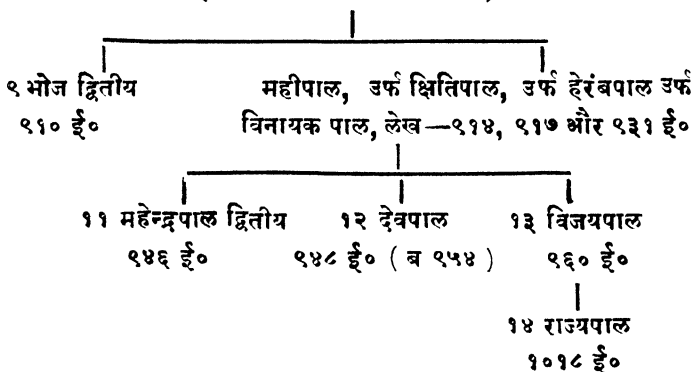 ९ भोज द्वितीय महीपाल, उर्फ क्षितिपाल, उर्फ हेरंबपाल उर्फ
९१० ई० विनायक पाल, लेख—९१४, ९१७ और ९३१ ई०
११ महेन्द्रपाल द्वितीय १२ देवपाल १३ विजयपाल
९४६ ई० ९४८ ई० ( ब ९५४ ) ९६० ई०
१४ राज्यपाल
१०१८ ई०